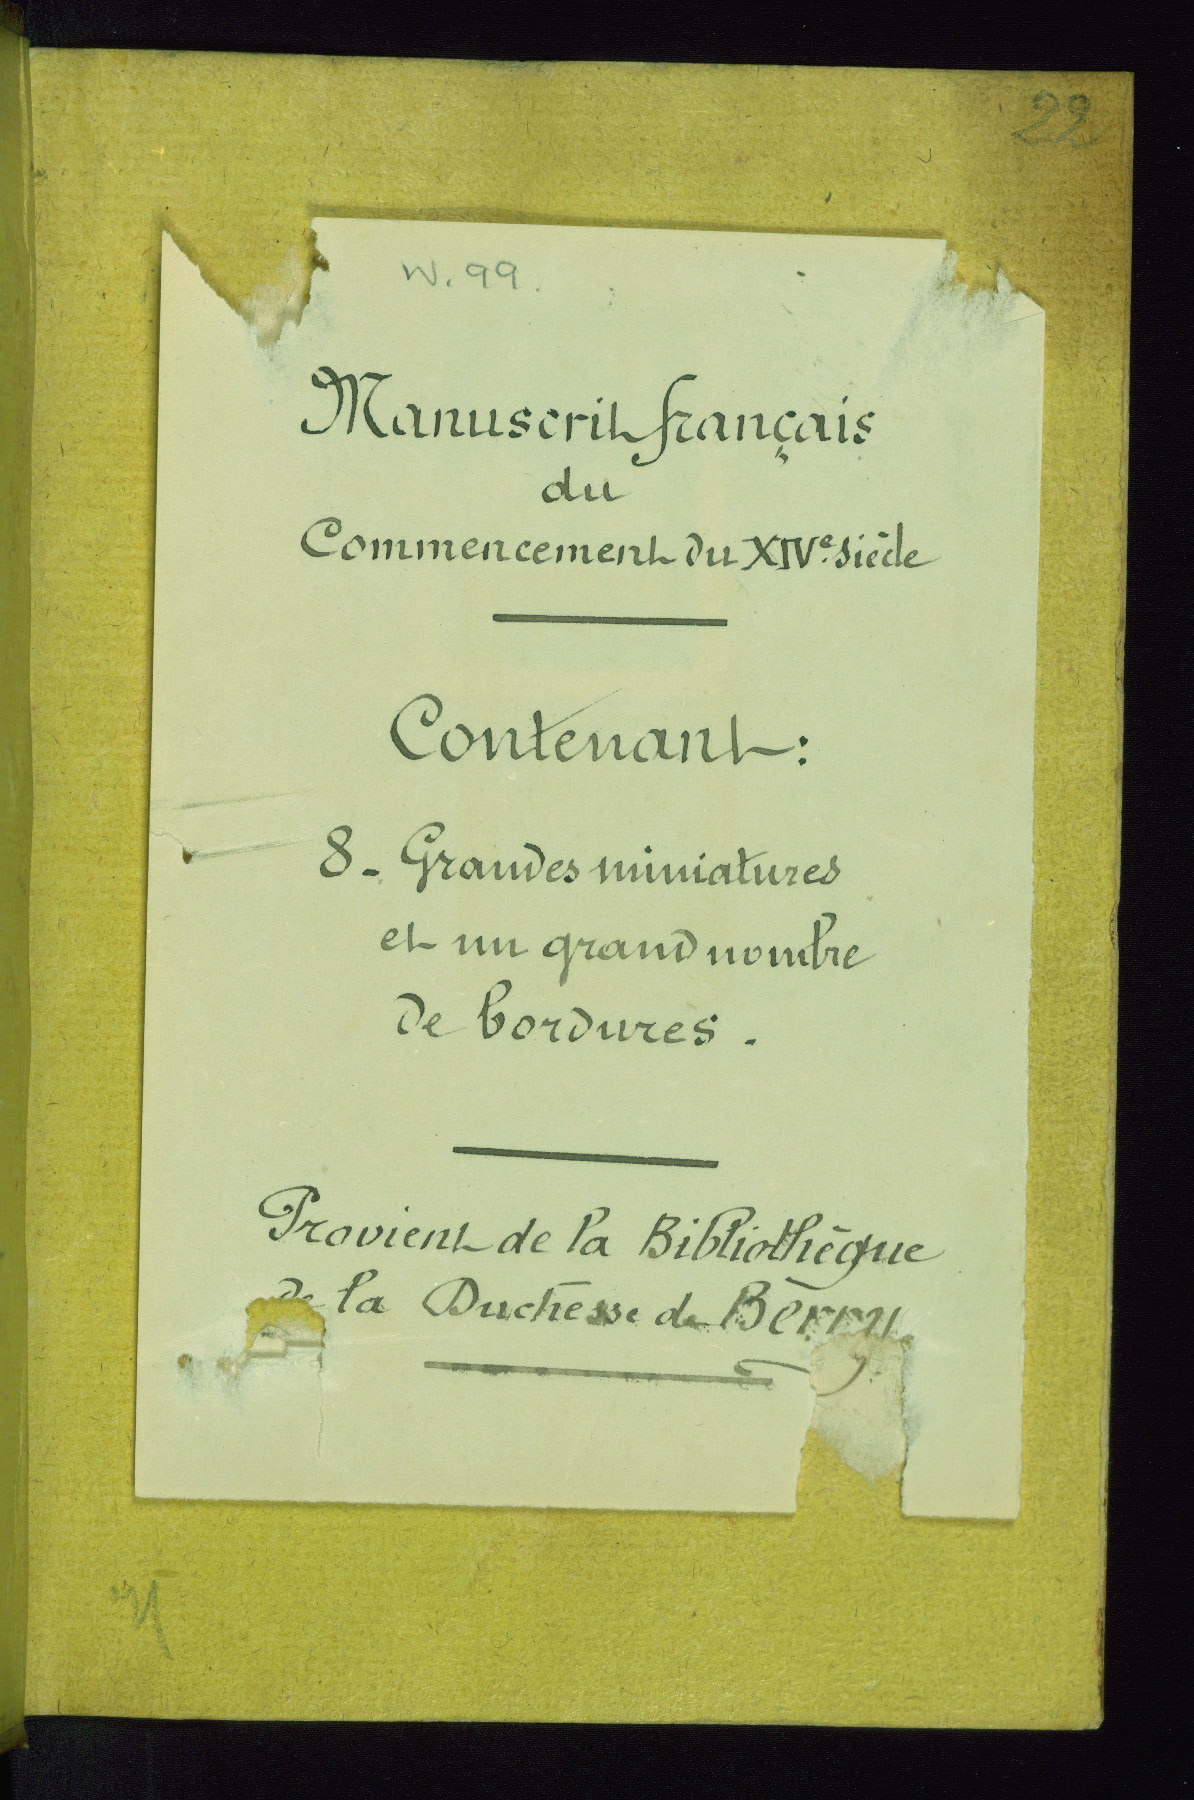 22
W.99.
Manuscrit français
du
Commencement du XIVe. siècle
Contenant:
8- Grandes miniatures
et un grand nombre
de bordures.
Provient de la Bibliothèque
de la Duchesse de Berry